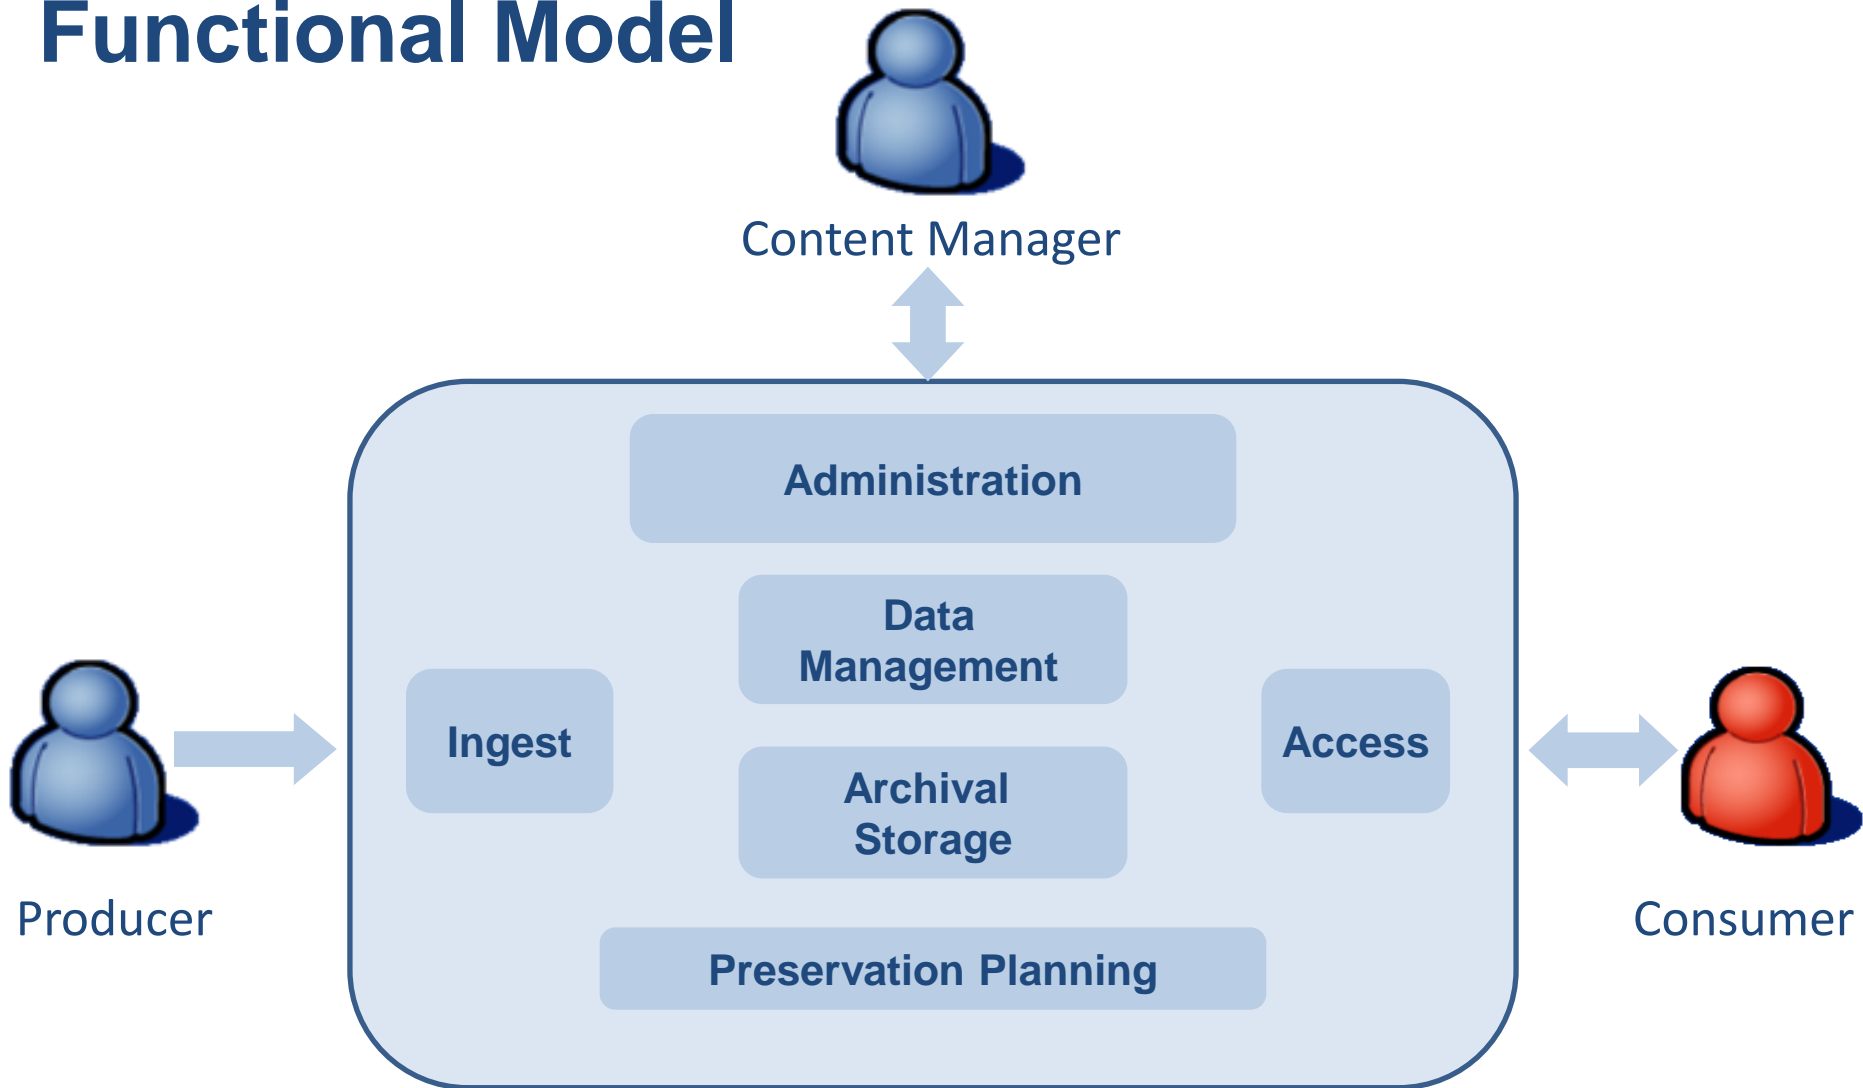 Functional Model
Content Manager
Administration
Data
Management
Ingest
Access
Archival
Storage
Producer
Consumer
Preservation Planning